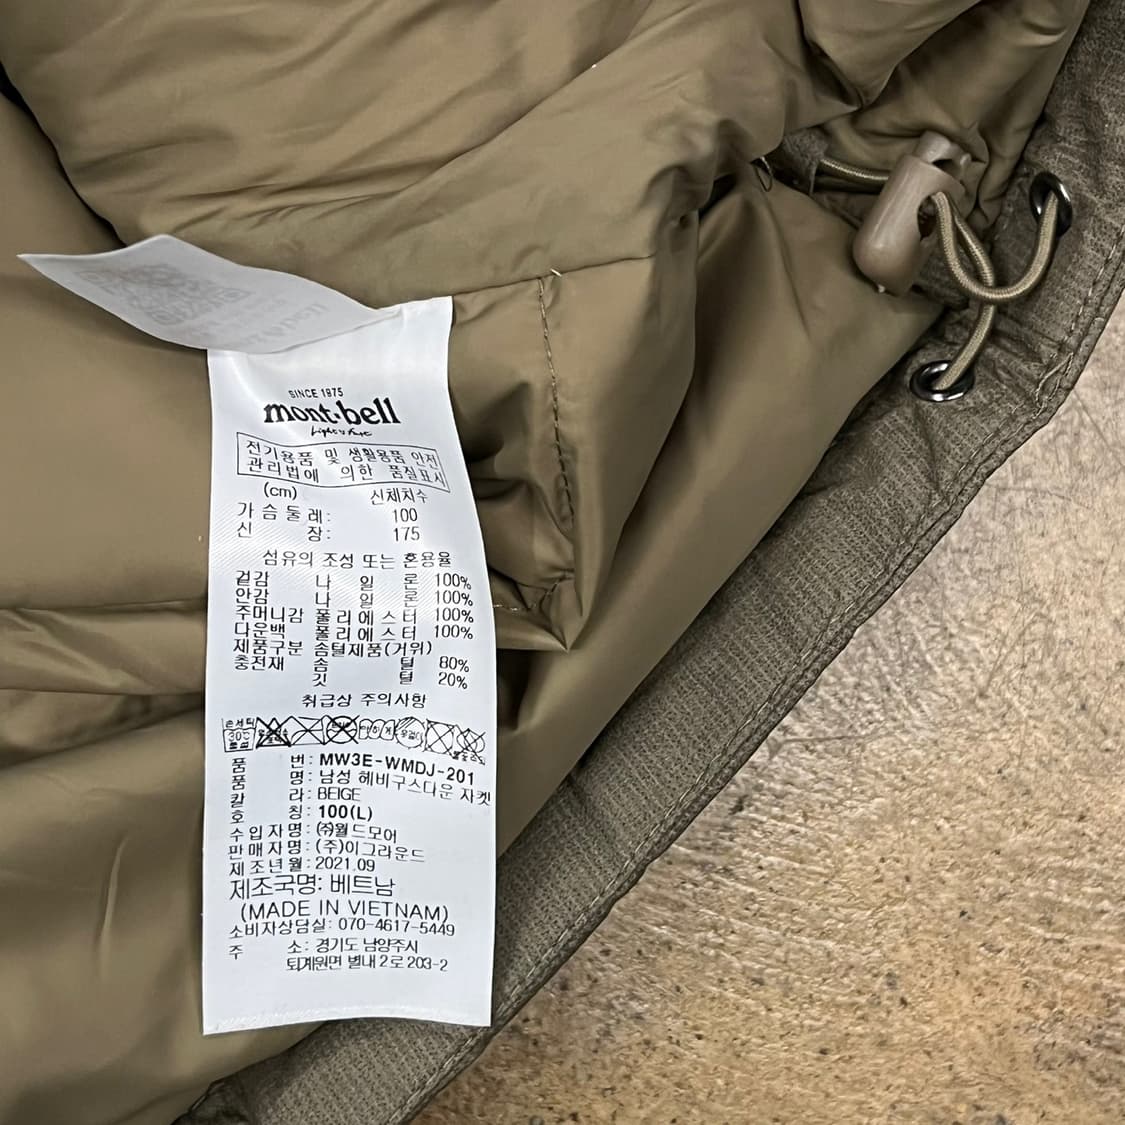 SINCE 1975
mont·bell
Light & Fast
전기용품 및 생활용품 안전
관리법에 의한 품질표시
(cm) 신체치수
가슴둘레: 100
신 장: 175
섬유의 조성 또는 혼용율
겉감 나 일 론 100%
안감 나 일 론 100%
주머니감 폴리에스터 100%
다운백 폴리에스터 100%
제품구분 솜털제품(거위)
충전재 솜 털 80%
깃 털 20%
취급상 주의사항
손세탁
30℃
중성
품 번: MW3E-WMDJ-201
품 명: 남성 헤비구스다운 자켓
칼 라: BEIGE
호 칭: 100(L)
수입자명: ㈜월드모어
판매자명: (주)이그라운드
제조년월: 2021.09
제조국명: 베트남
(MADE IN VIETNAM)
소비자상담실: 070-4617-5449
주 소: 경기도 남양주시
퇴계원면 별내2로 203-2